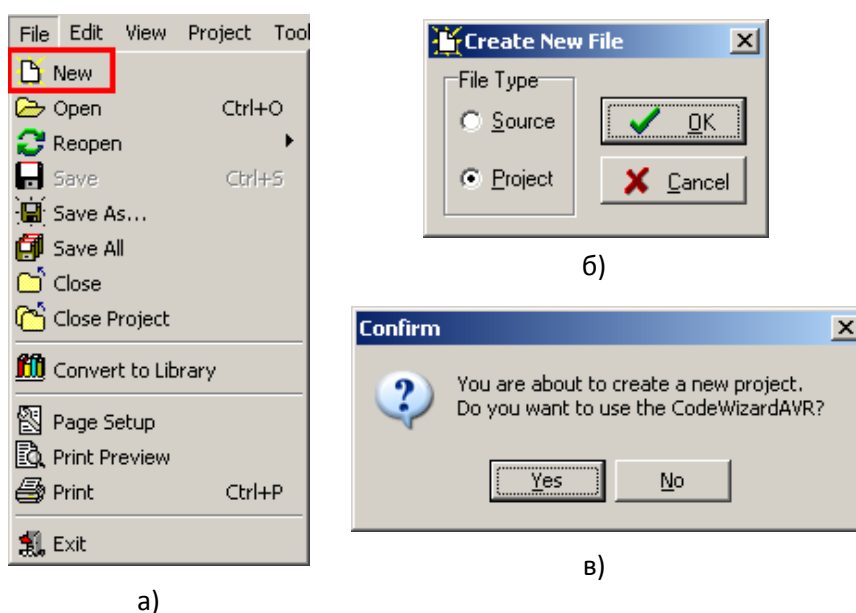 File Edit View Project Tool
New
Open Ctrl+O
Reopen
Save Ctrl+S
Save As...
Save All
Close
Close Project
Convert to Library
Page Setup
Print Preview
Print Ctrl+P
Exit
а)
Create New File
File Type
Source
Project
OK
Cancel
б)
Confirm
You are about to create a new project.
Do you want to use the CodeWizardAVR?
Yes No
в)